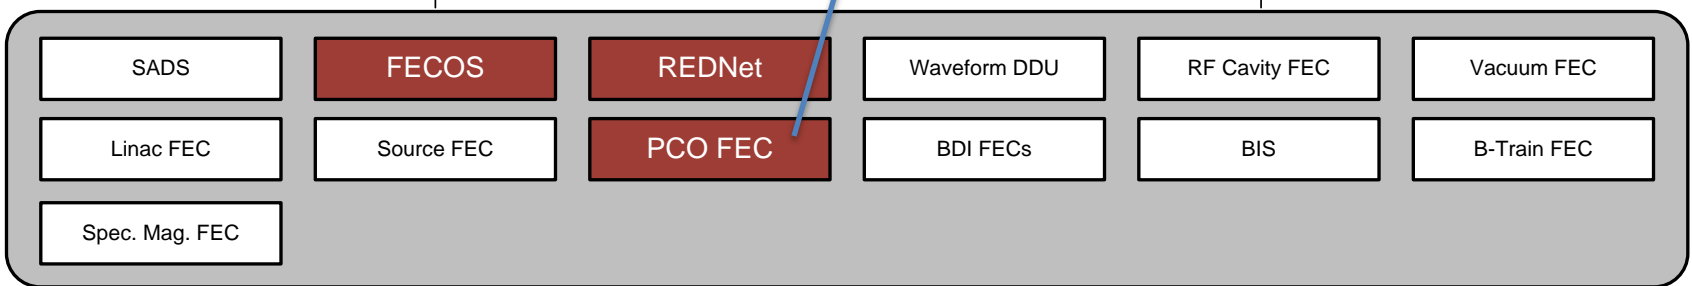 SADS
FECOS
REDNet
Waveform DDU
RF Cavity FEC
Vacuum FEC
Linac FEC
Source FEC
PCO FEC
BDI FECs
BIS
B-Train FEC
Spec. Mag. FEC